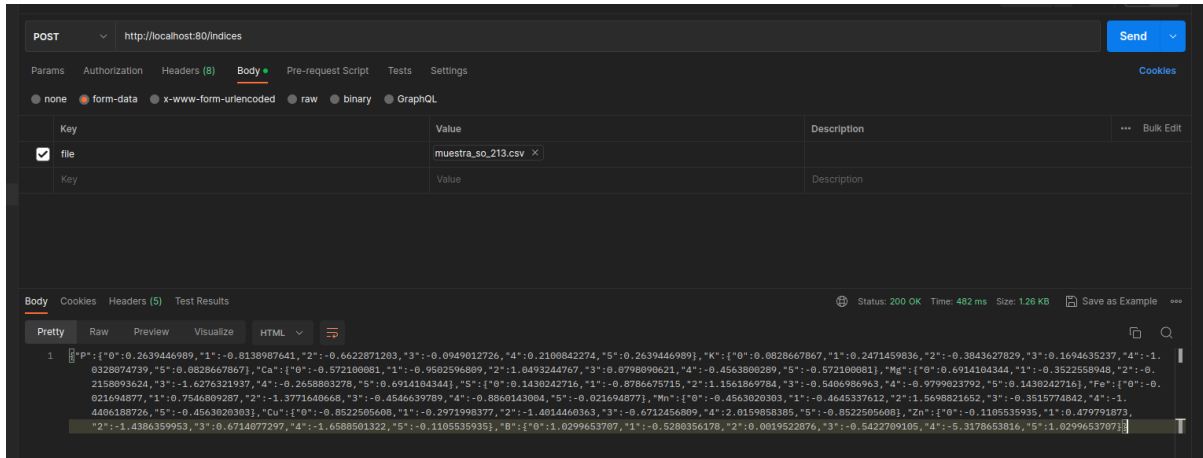 POST http://localhost:80/indices Send
Params Authorization Headers (8) Body Pre-request Script Tests Settings Cookies
none form-data x-www-form-urlencoded raw binary GraphQL
Key Value Description Bulk Edit
file muestra_so_213.csv
Key Value Description
Body Cookies Headers (5) Test Results Status: 200 OK Time: 482 ms Size: 1.26 KB Save as Example
Pretty Raw Preview Visualize HTML
1 {"P":{"0":0.2639446989,"1":-0.8138987641,"2":-0.6622871203,"3":-0.0949012726,"4":0.2100842274,"5":0.2639446989},"K":{"0":0.0828667867,"1":0.2471459836,"2":-0.3843627829,"3":0.1694635237,"4":-1.
0328074739,"5":0.0828667867},"Ca":{"0":-0.572100081,"1":-0.9502596809,"2":1.0493244767,"3":0.0798090621,"4":-0.4563800289,"5":-0.572100081},"Mg":{"0":0.6914104344,"1":-0.3522558948,"2":-0.
2158093624,"3":-1.6276321937,"4":-0.2658803278,"5":0.6914104344},"S":{"0":0.1430242716,"1":-0.8786675715,"2":1.1561869784,"3":-0.5406986963,"4":-0.9799023792,"5":0.1430242716},"Fe":{"0":-0.
021694877,"1":0.7546809287,"2":-1.3771640668,"3":-0.4546639789,"4":-0.8860143004,"5":-0.021694877},"Mn":{"0":-0.4563020303,"1":-0.4645337612,"2":1.5698821652,"3":-0.3515774842,"4":-1.
4406188726,"5":-0.4563020303},"Cu":{"0":-0.8522505608,"1":-0.2971998377,"2":-1.4014460363,"3":-0.6712456809,"4":2.0159858385,"5":-0.8522505608},"Zn":{"0":-0.1105535935,"1":0.479791873,
"2":-1.4386359953,"3":0.6714077297,"4":-1.6588501322,"5":-0.1105535935},"B":{"0":1.0299653707,"1":-0.5280356178,"2":0.0019522876,"3":-0.5422709105,"4":-5.3178653816,"5":1.0299653707}}